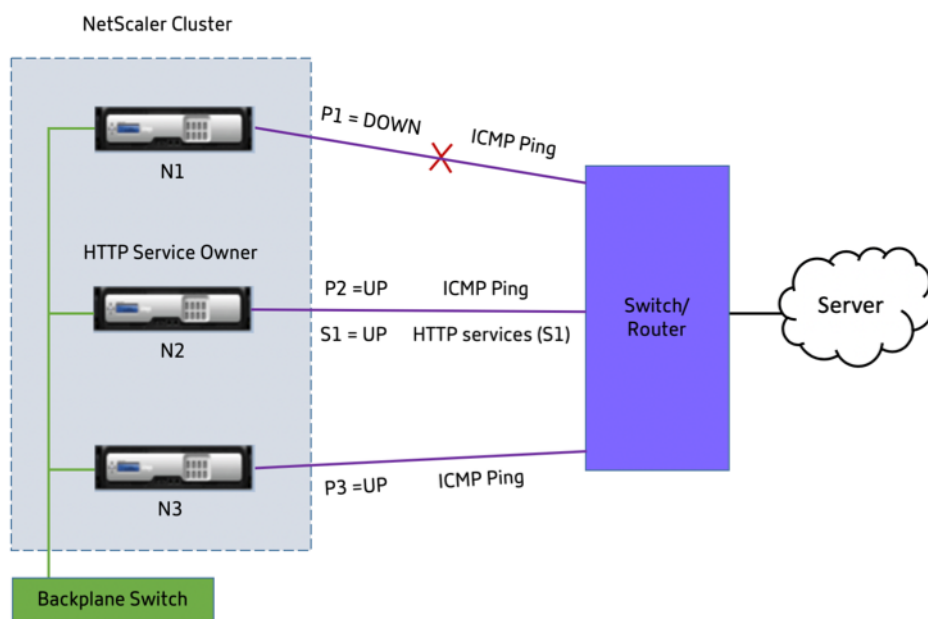 NetScaler Cluster
P1 = DOWN
ICMP Ping
N1
HTTP Service Owner
P2 =UP
ICMP Ping
S1 = UP
HTTP services (S1)
N2
Switch/
Router
Server
P3 =UP
ICMP Ping
N3
Backplane Switch